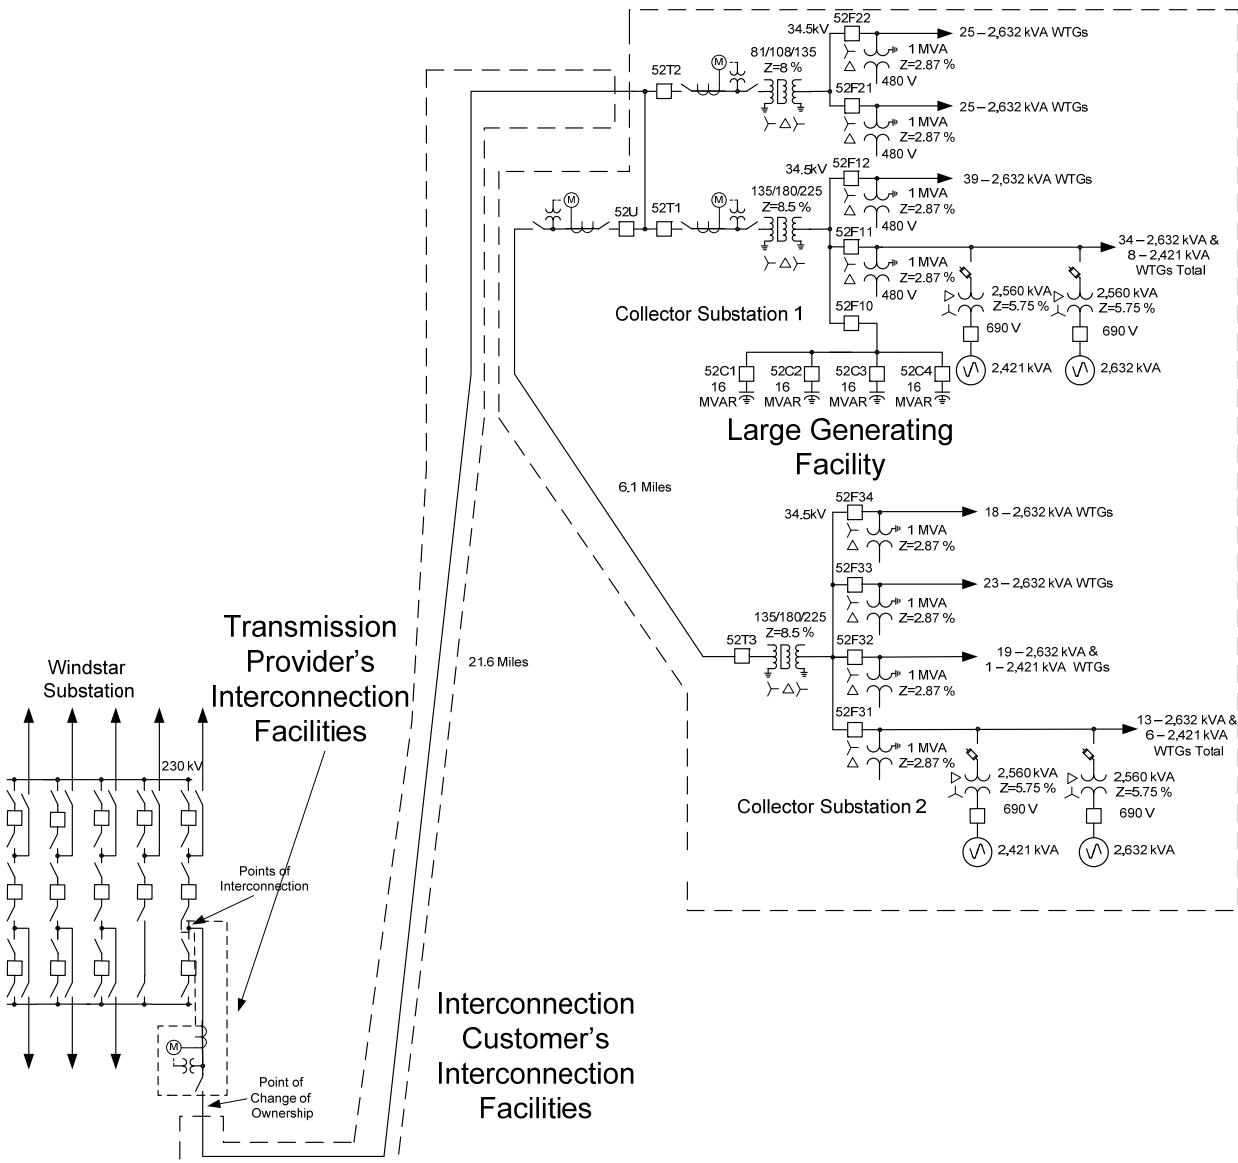 52F22
34.5kV
25 – 2,632 kVA WTGs
1 MVA
Z=2.87 %
480 V
81/108/135
Z=8 %
M
52T2
52F21
25 – 2,632 kVA WTGs
1 MVA
Z=2.87 %
480 V
34.5kV
52F12
39 – 2,632 kVA WTGs
1 MVA
Z=2.87 %
480 V
135/180/225
Z=8.5 %
M
M
52U
52T1
52F11
34 – 2,632 kVA &
8 – 2,421 kVA
WTGs Total
1 MVA
Z=2.87 %
480 V
2,560 kVA
Z=5.75 %
690 V
2,421 kVA
2,560 kVA
Z=5.75 %
690 V
2,632 kVA
Collector Substation 1
52F10
52C1
16
MVAR
52C2
16
MVAR
52C3
16
MVAR
52C4
16
MVAR
Large Generating
Facility
6.1 Miles
52F34
34.5kV
18 – 2,632 kVA WTGs
1 MVA
Z=2.87 %
52F33
23 – 2,632 kVA WTGs
1 MVA
Z=2.87 %
135/180/225
Z=8.5 %
52T3
52F32
19 – 2,632 kVA &
1 – 2,421 kVA WTGs
1 MVA
Z=2.87 %
52F31
13 – 2,632 kVA &
6 – 2,421 kVA
WTGs Total
1 MVA
Z=2.87 %
2,560 kVA
Z=5.75 %
690 V
2,421 kVA
2,560 kVA
Z=5.75 %
690 V
2,632 kVA
Collector Substation 2
Transmission
Provider's
Interconnection
Facilities
21.6 Miles
Windstar
Substation
230 kV
Points of
Interconnection
M
Point of
Change of
Ownership
Interconnection
Customer's
Interconnection
Facilities